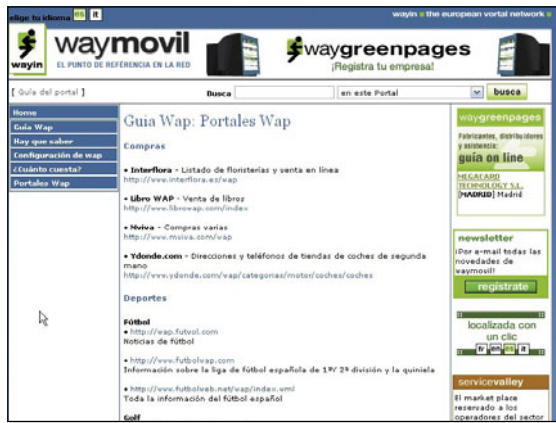 elige tu idioma es it
wayin the european vortal network
wayin
waymovil
EL PUNTO DE REFERENCIA EN LA RED
waygreenpages
¡Registra tu empresa!
[ Guía del portal ]
Busca
en este Portal
busca
Home
Guia Wap
Hay que saber
Configuración de wap
¿Cuánto cuesta?
Portales Wap
Guia Wap: Portales Wap
Compras
• Interflora - Listado de floristerías y venta en línea
http://www.interflora.es/wap
• Libro WAP - Venta de libros
http://www.librowap.com/index
• Nviva - Compras varias
http://www.mviva.com/wap
• Ydonde.com - Direcciones y teléfonos de tiendas de coches de segunda
mano
http://www.ydonde.com/wap/categorias/motor/coches/coches
Deportes
Fútbol
• http://wap.futvol.com
Noticias de fútbol
• http://www.futbolwap.com
Información sobre la liga de fútbol española de 1ªY 2ª división y la quiniela
• http://www.futbolweb.net/wap/index.wml
Toda la información del fútbol español
Golf
waygreenpages
Fabricantes, distribuidores
y asistencia:
guía on line
MEGACARD
TECHNOLOGY S.L.
[MADRID] Madrid
newsletter
¡Por e-mail todas las
novedades de
waymovil!
regístrate
localizada con
un clic
fr en es it
servicevalley
El market place
reservado a los
operadores del sector